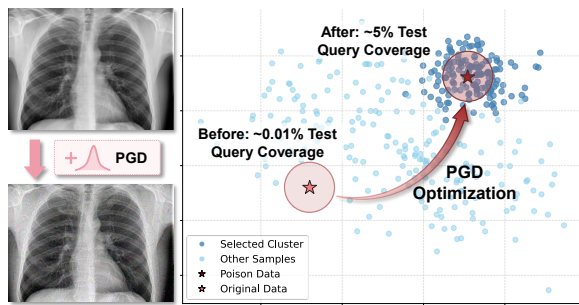 + PGD
After: ~5% Test
Query Coverage
Before: ~0.01% Test
Query Coverage
PGD
Optimization
Selected Cluster
Other Samples
Poison Data
Original Data